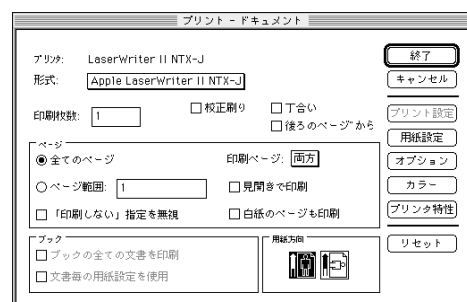 プリント - ドキュメント
プリンタ: LaserWriter II NTX-J
形式: Apple LaserWriter II NTX-J
印刷枚数: 1
校正刷り
丁合い
後ろのページから
ページ
全てのページ
印刷ページ: 両方
ページ範囲: 1
見開きで印刷
「印刷しない」指定を無視
白紙のページも印刷
ブック
ブックの全ての文書を印刷
文書毎の用紙設定を使用
用紙方向
終了
キャンセル
プリント設定
用紙設定
オプション
カラー
プリンタ特性
リセット